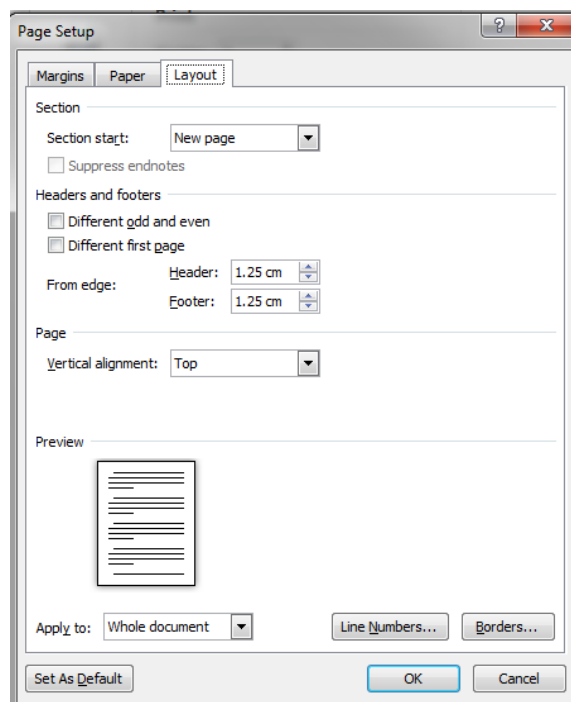 Page Setup
Margins Paper Layout
Section
Section start: New page
Suppress endnotes
Headers and footers
Different odd and even
Different first page
From edge: Header: 1.25 cm
Footer: 1.25 cm
Page
Vertical alignment: Top
Preview
Apply to: Whole document Line Numbers... Borders...
Set As Default OK Cancel